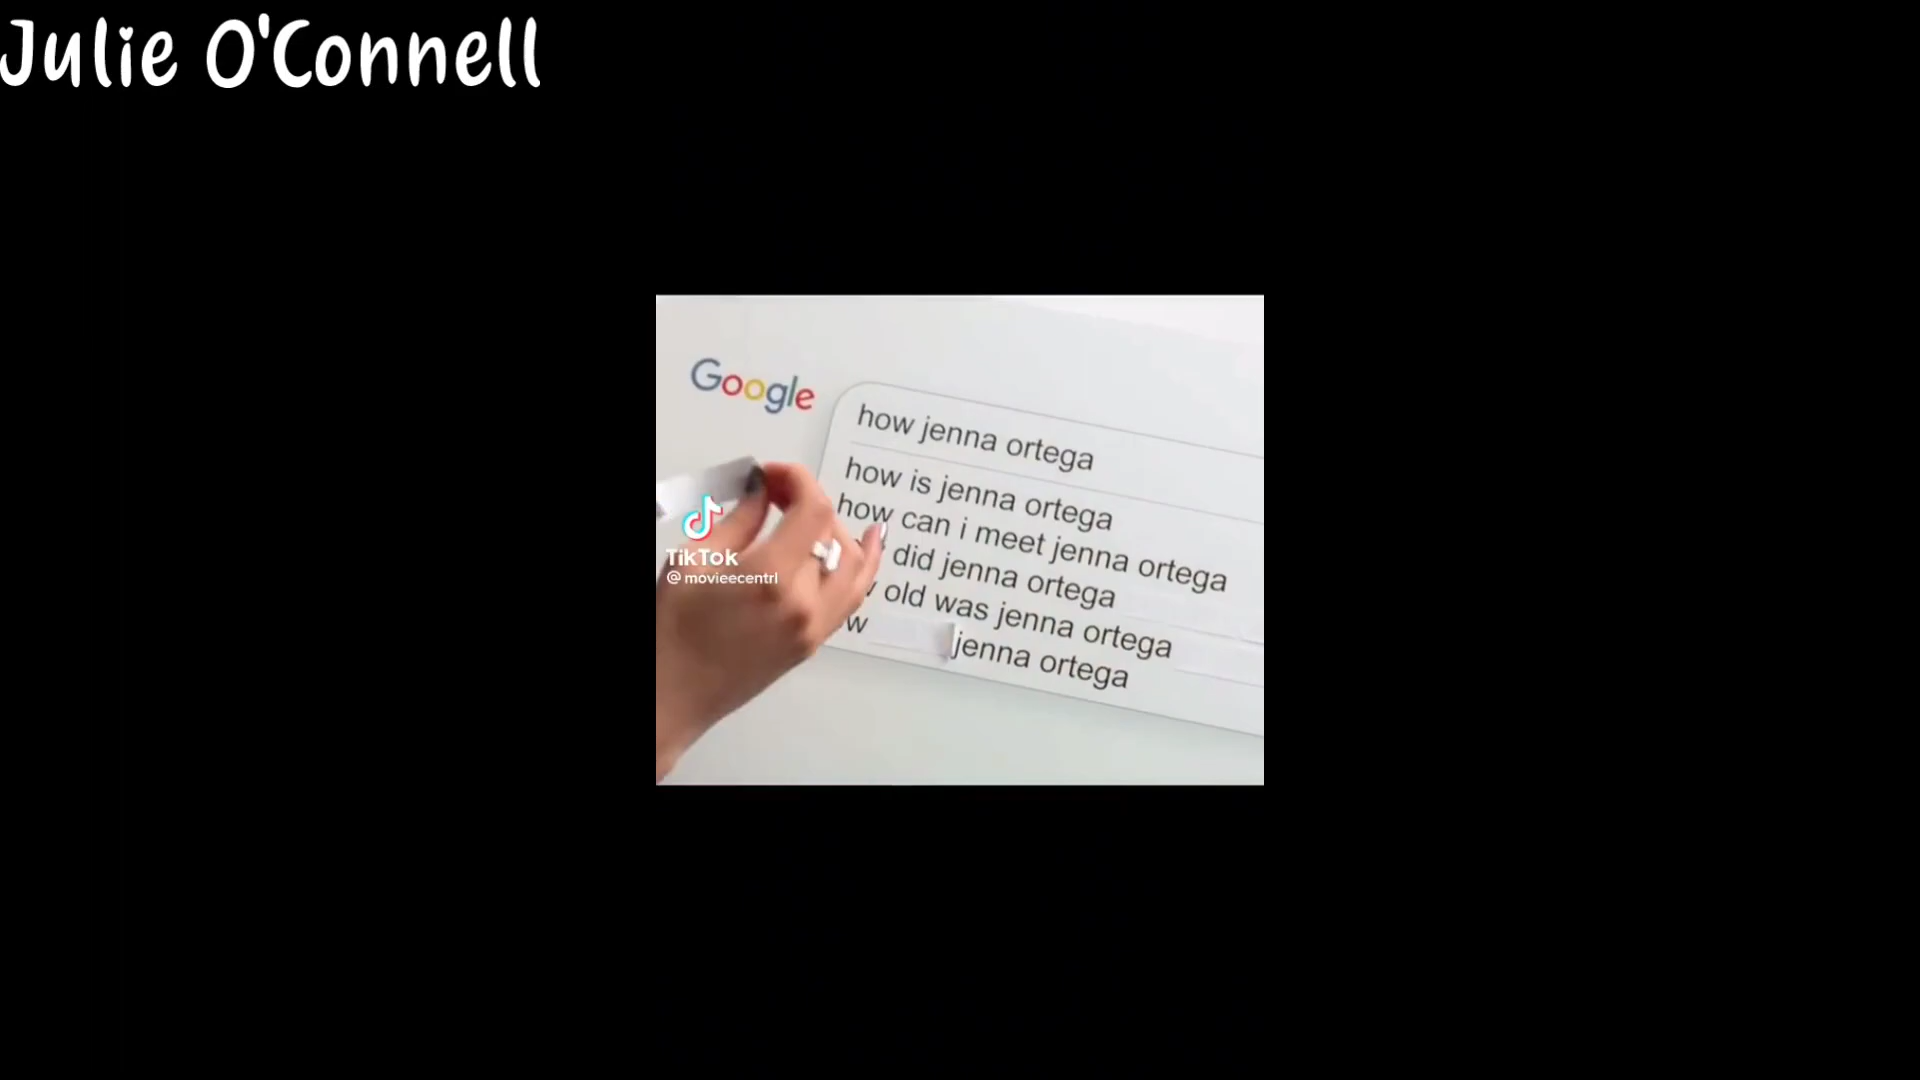 Julie O'Connell
Google
how jenna ortega
how is jenna ortega
how can i meet jenna ortega
did jenna ortega
old was jenna ortega
jenna ortega
TikTok
@movieecentrl